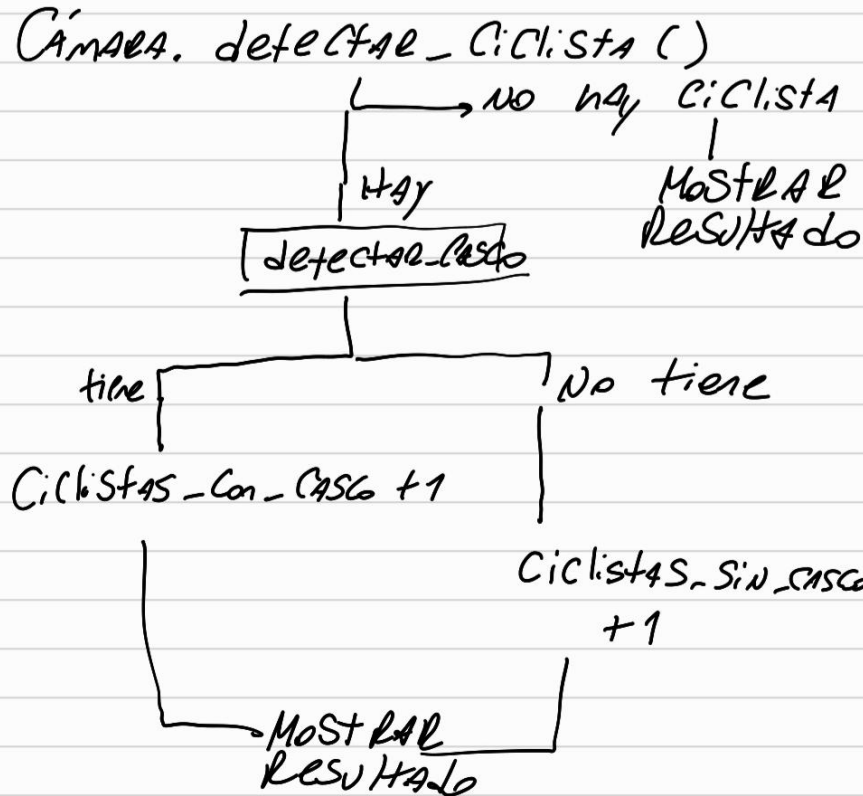 CÁMARA. detectAR_CiClistA ()
No hAy CiClistA
HAy
MoStRAR
ResultAdo
detectAR_CASCo
tiene
No tiene
CiClistAS_Con_CASCo +1
CiclistAS_SiN_CASCo
+1
MoStRAR
ResultAdo